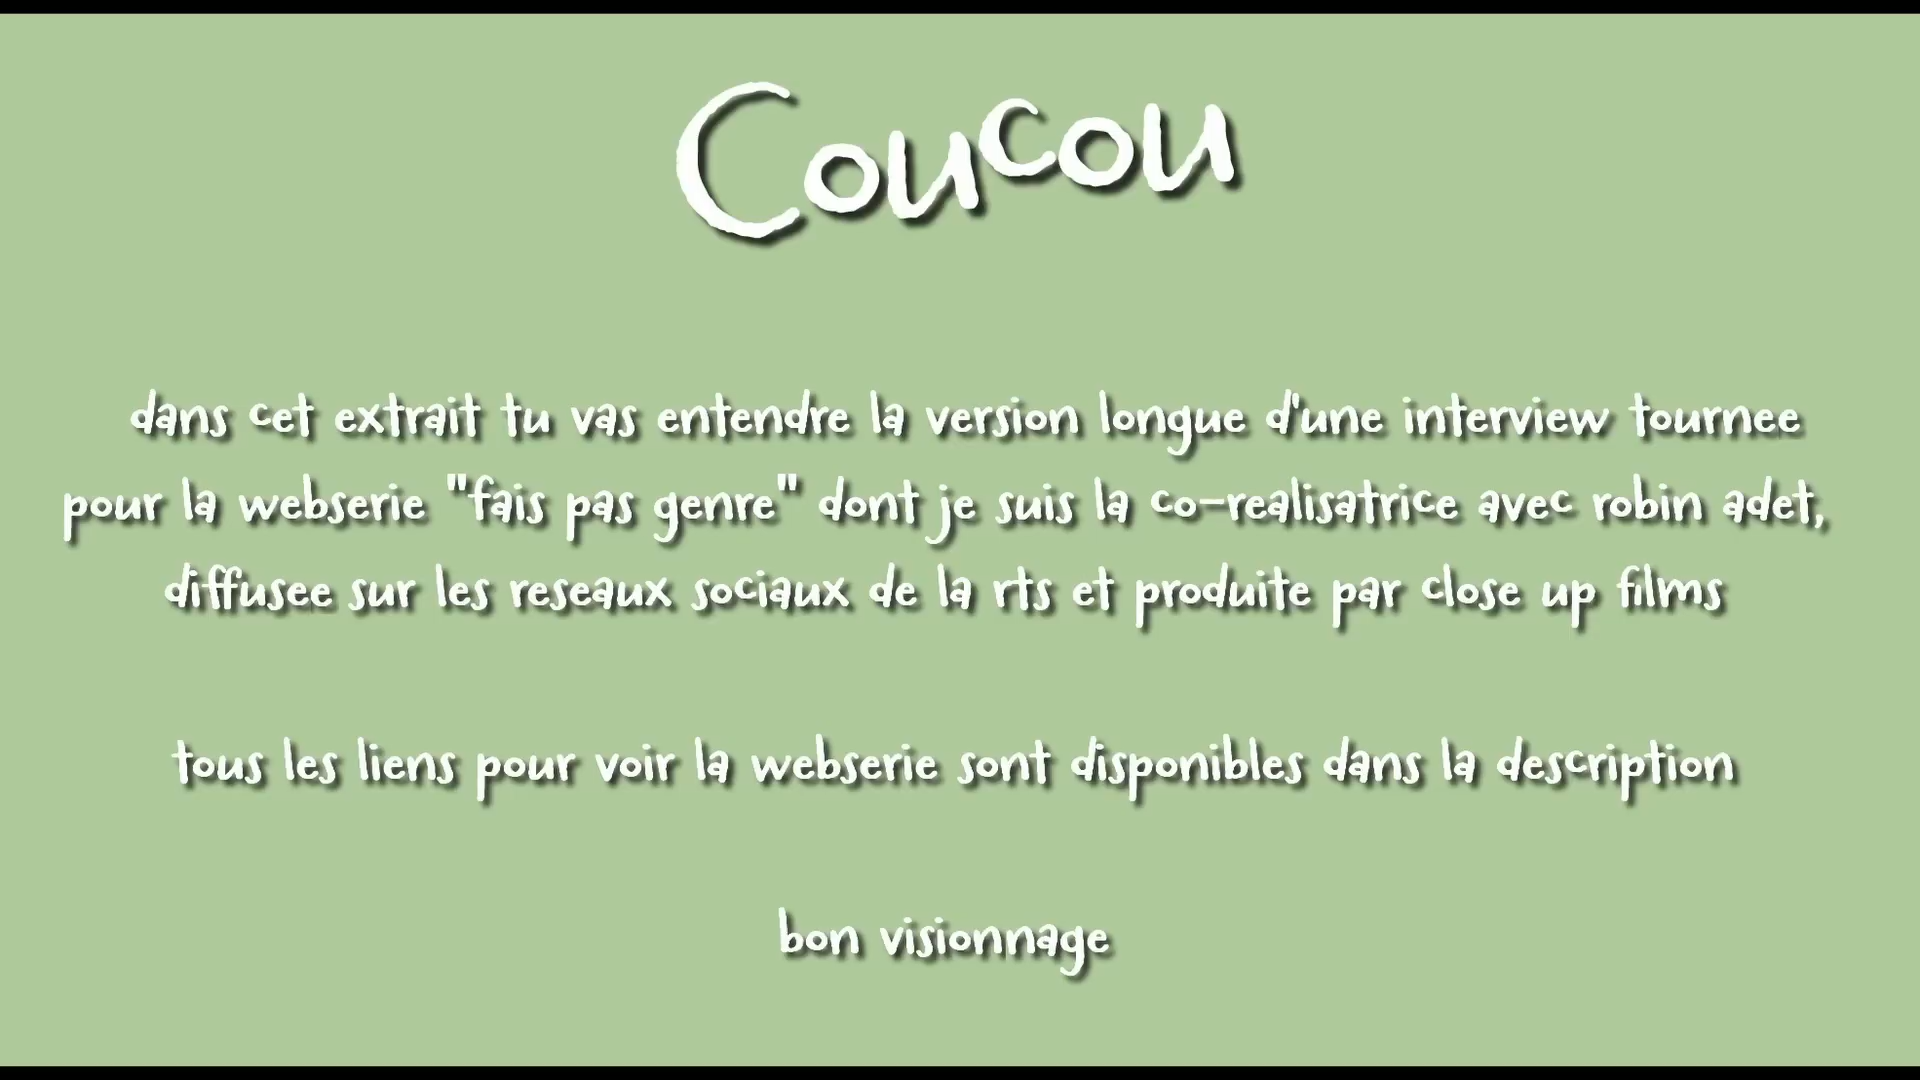 Coucou
dans cet extrait tu vas entendre la version longue d'une interview tournee
pour la webserie "fais pas genre" dont je suis la co-realisatrice avec robin adet,
diffusee sur les reseaux sociaux de la rts et produite par close up films
tous les liens pour voir la webserie sont disponibles dans la description
bon visionnage